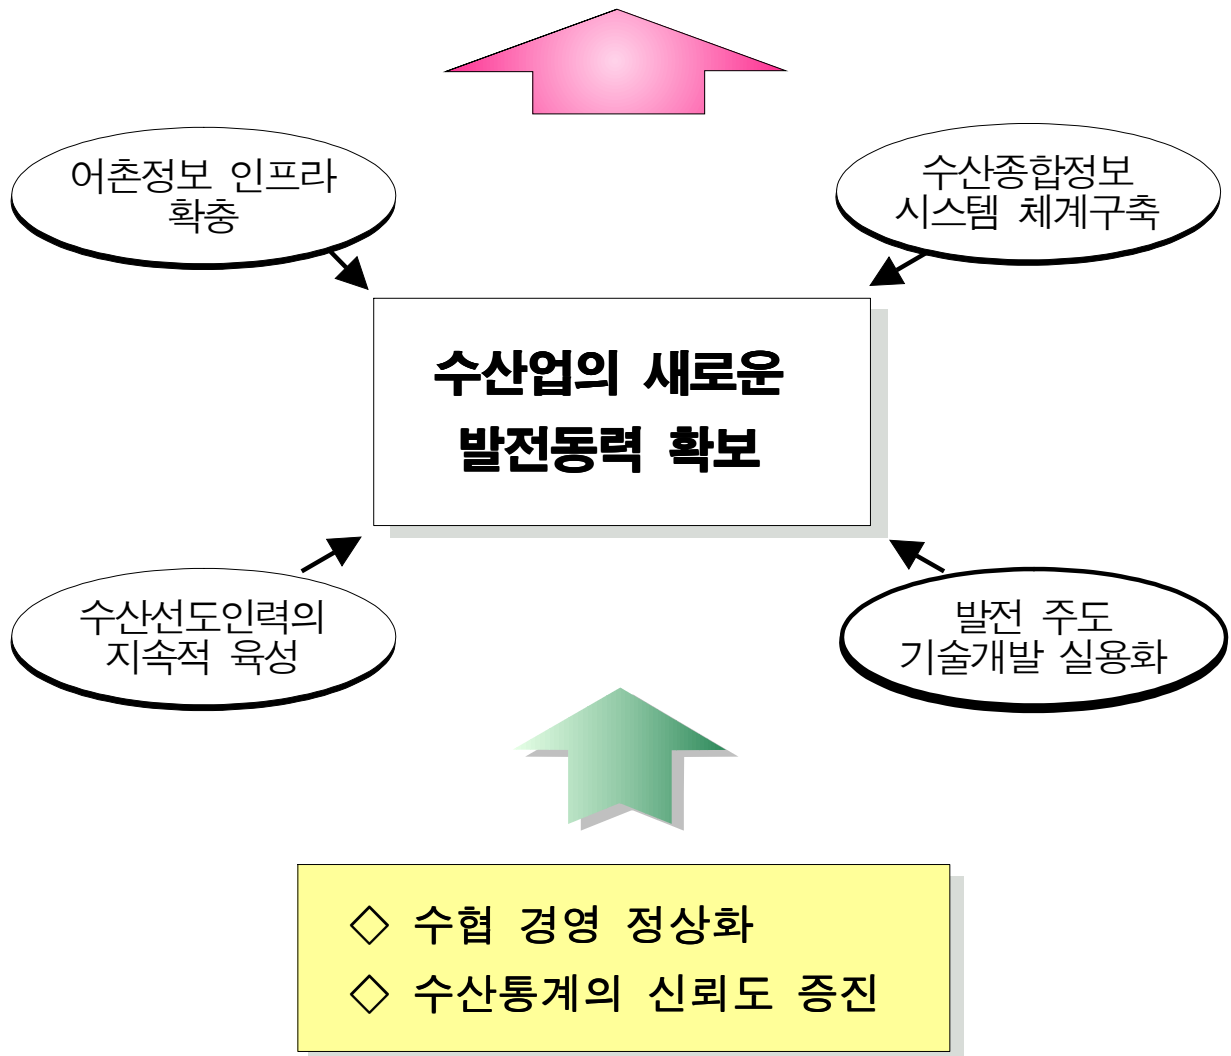 어촌정보 인프라
확충
수산종합정보
시스템 체계구축
수산업의 새로운
발전동력 확보
수산선도인력의
지속적 육성
발전 주도
기술개발 실용화
◇ 수협 경영 정상화
◇ 수산통계의 신뢰도 증진